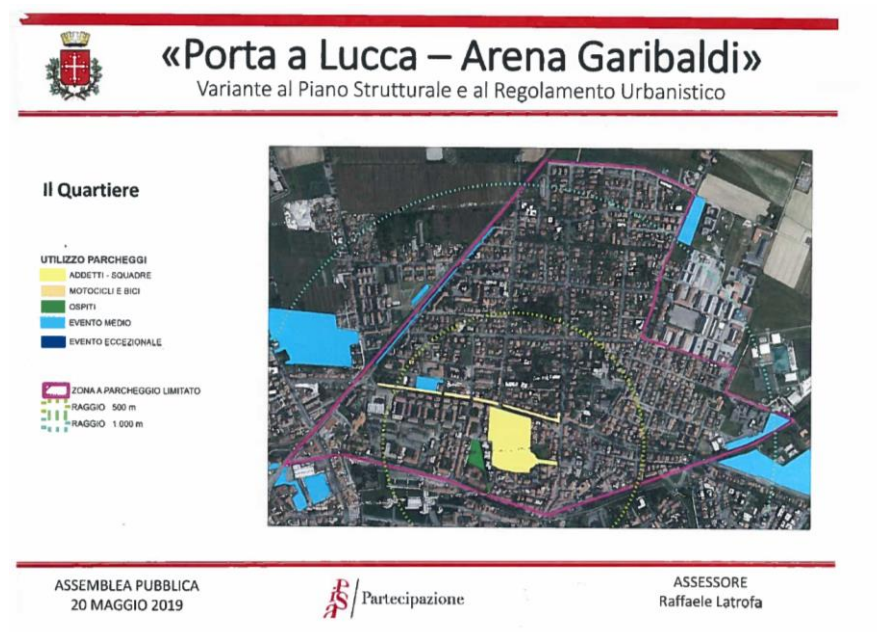 «Porta a Lucca – Arena Garibaldi»
Variante al Piano Strutturale e al Regolamento Urbanistico
Il Quartiere
UTILIZZO PARCHEGGI
ADDETTI - SQUADRE
MOTOCICLI E BICI
OSPITI
EVENTO MEDIO
EVENTO ECCEZIONALE
ZONA A PARCHEGGIO LIMITATO
RAGGIO 500 m
RAGGIO 1.000 m
ASSEMBLEA PUBBLICA
20 MAGGIO 2019
PISA
Partecipazione
ASSESSORE
Raffaele Latrofa